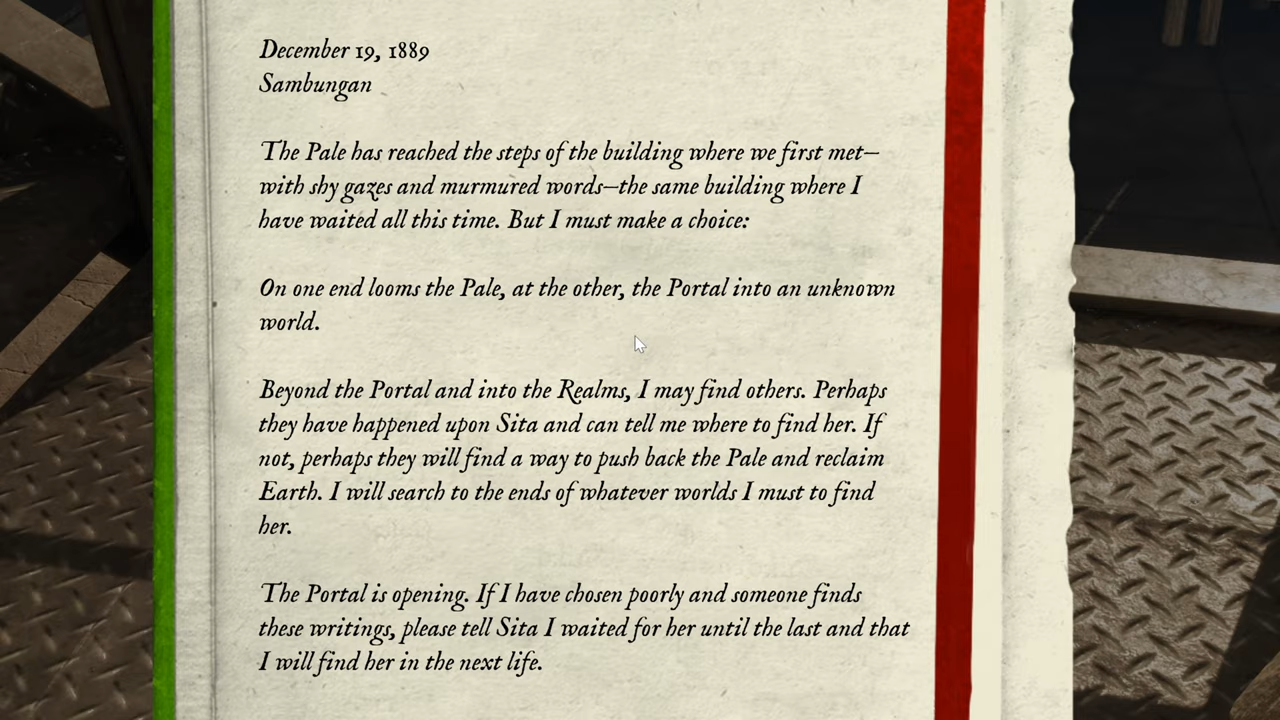 December 19, 1889
Sambungan
The Pale has reached the steps of the building where we first met—
with shy gazes and murmured words—the same building where I
have waited all this time. But I must make a choice:
On one end looms the Pale, at the other, the Portal into an unknown
world.
Beyond the Portal and into the Realms, I may find others. Perhaps
they have happened upon Sita and can tell me where to find her. If
not, perhaps they will find a way to push back the Pale and reclaim
Earth. I will search to the ends of whatever worlds I must to find
her.
The Portal is opening. If I have chosen poorly and someone finds
these writings, please tell Sita I waited for her until the last and that
I will find her in the next life.